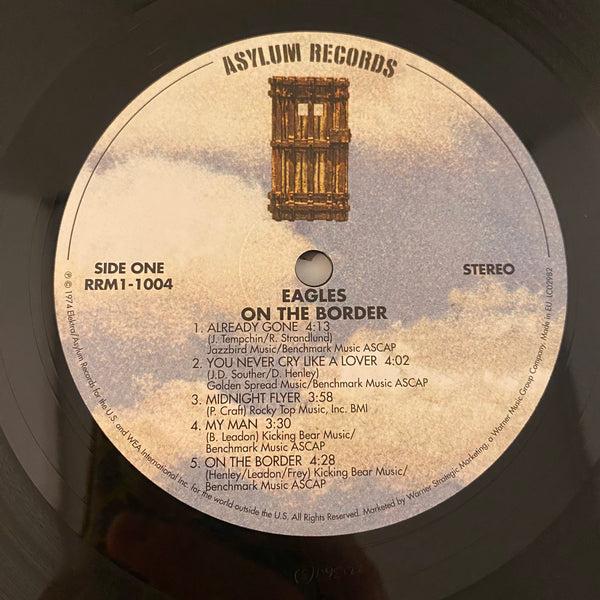 ASYLUM RECORDS
SIDE ONE
RRM1-1004
STEREO
EAGLES
ON THE BORDER
1. ALREADY GONE 4:13
(J. Tempchin/R. Strandlund)
Jazzbird Music/Benchmark Music ASCAP
2. YOU NEVER CRY LIKE A LOVER 4:02
(J.D. Souther/D. Henley)
Golden Spread Music/Benchmark Music ASCAP
3. MIDNIGHT FLYER 3:58
(P. Craft) Rocky Top Music, Inc. BMI
4. MY MAN 3:30
(B. Leadon) Kicking Bear Music/
Benchmark Music ASCAP
5. ON THE BORDER 4:28
(Henley/Leadon/Frey) Kicking Bear Music/
Benchmark Music ASCAP
℗ © 1974 Elektra/Asylum Records for the U.S. and WEA International Inc. for the world outside the U.S. All Rights Reserved. Marketed by Warner Strategic Marketing, a Warner Music Group Company. Made in EU. LC02982